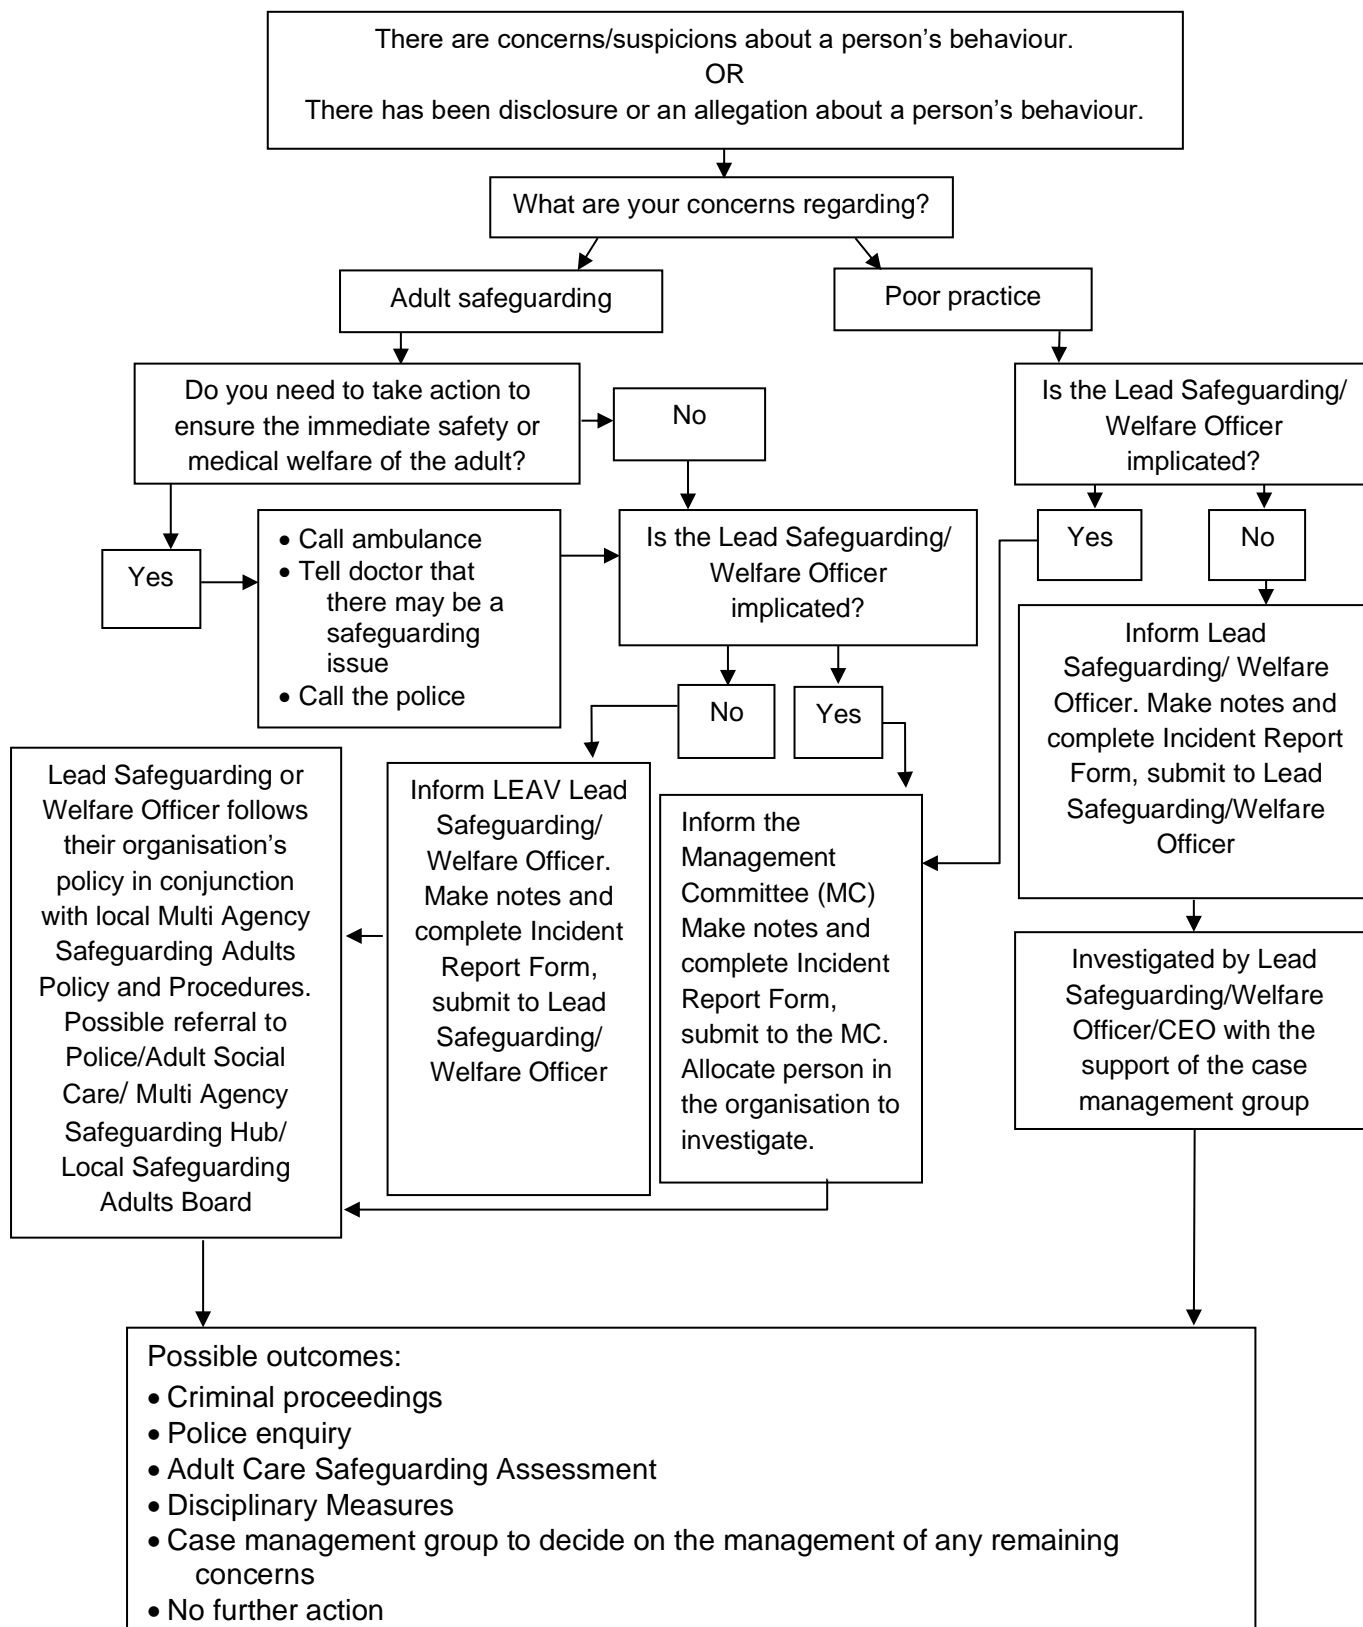 There are concerns/suspicions about a person’s behaviour.
OR
There has been disclosure or an allegation about a person’s behaviour.
What are your concerns regarding?
Adult safeguarding
Poor practice
Do you need to take action to
ensure the immediate safety or
medical welfare of the adult?
No
Is the Lead Safeguarding/
Welfare Officer
implicated?
Yes
• Call ambulance
• Tell doctor that
there may be a
safeguarding
issue
• Call the police
Is the Lead Safeguarding/
Welfare Officer
implicated?
Yes
No
No
Yes
Inform Lead
Safeguarding/ Welfare
Officer. Make notes and
complete Incident Report
Form, submit to Lead
Safeguarding/Welfare
Officer
Lead Safeguarding or
Welfare Officer follows
their organisation’s
policy in conjunction
with local Multi Agency
Safeguarding Adults
Policy and Procedures.
Possible referral to
Police/Adult Social
Care/ Multi Agency
Safeguarding Hub/
Local Safeguarding
Adults Board
Inform LEAV Lead
Safeguarding/
Welfare Officer.
Make notes and
complete Incident
Report Form,
submit to Lead
Safeguarding/
Welfare Officer
Inform the
Management
Committee (MC)
Make notes and
complete Incident
Report Form,
submit to the MC.
Allocate person in
the organisation to
investigate.
Investigated by Lead
Safeguarding/Welfare
Officer/CEO with the
support of the case
management group
Possible outcomes:
• Criminal proceedings
• Police enquiry
• Adult Care Safeguarding Assessment
• Disciplinary Measures
• Case management group to decide on the management of any remaining
concerns
• No further action